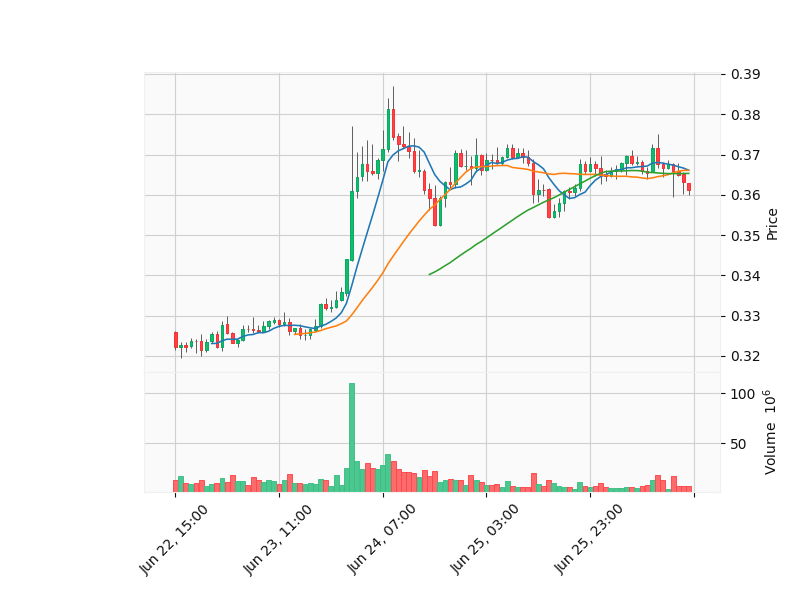 0.39
0.38
0.37
0.36
0.35
0.34
0.33
0.32
Price
100
50
Volume 10⁶
Jun 22, 15:00
Jun 23, 11:00
Jun 24, 07:00
Jun 25, 03:00
Jun 25, 23:00